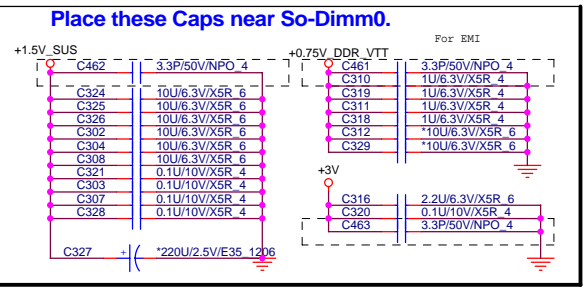 Place these Caps near So-Dimm0.
For EMI
+1.5V_SUS
C462 3.3P/50V/NPO_4
C324 10U/6.3V/X5R_6
C325 10U/6.3V/X5R_6
C326 10U/6.3V/X5R_6
C302 10U/6.3V/X5R_6
C304 10U/6.3V/X5R_6
C308 10U/6.3V/X5R_6
C321 0.1U/10V/X5R_4
C303 0.1U/10V/X5R_4
C307 0.1U/10V/X5R_4
C328 0.1U/10V/X5R_4
C327 + *220U/2.5V/E35_1206
+0.75V_DDR_VTT
C461 3.3P/50V/NPO_4
C310 1U/6.3V/X5R_4
C319 1U/6.3V/X5R_4
C311 1U/6.3V/X5R_4
C318 1U/6.3V/X5R_4
C312 *10U/6.3V/X5R_6
C329 *10U/6.3V/X5R_6
+3V
C316 2.2U/6.3V/X5R_6
C320 0.1U/10V/X5R_4
C463 3.3P/50V/NPO_4